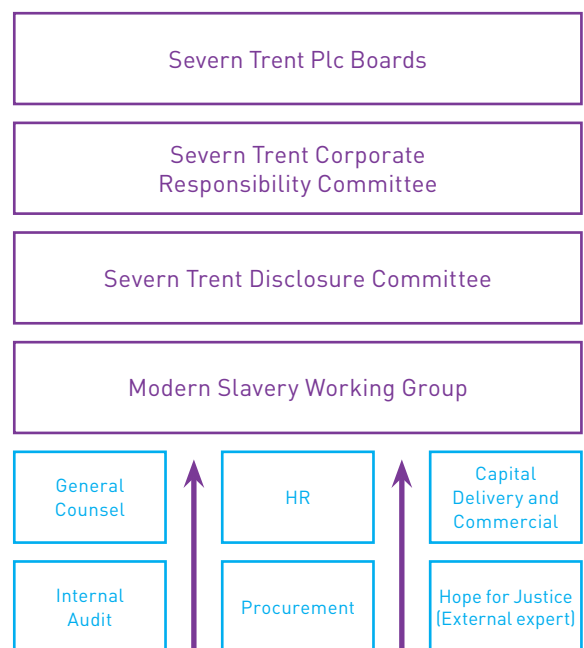 Severn Trent Plc Boards
Severn Trent Corporate
Responsibility Committee
Severn Trent Disclosure Committee
Modern Slavery Working Group
General
Counsel
HR
Capital
Delivery and
Commercial
Internal
Audit
Procurement
Hope for Justice
(External expert)